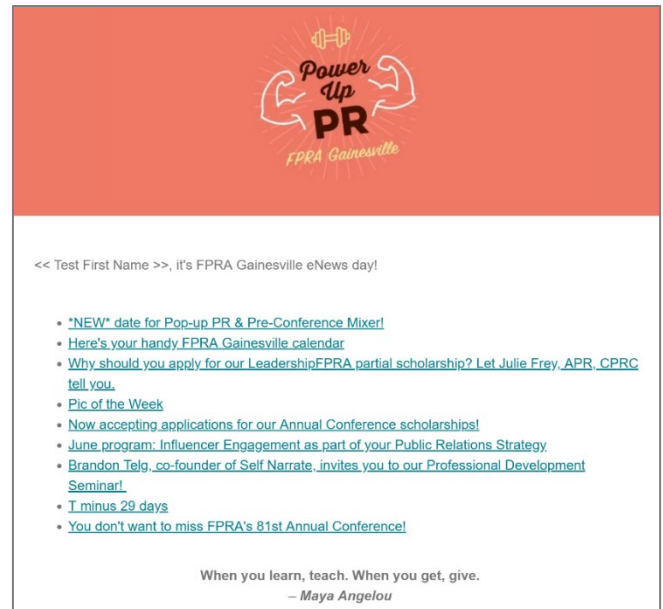 Power
Up
PR
FPRA Gainesville
<< Test First Name >>, it's FPRA Gainesville eNews day!
• *NEW* date for Pop-up PR & Pre-Conference Mixer!
• Here's your handy FPRA Gainesville calendar
• Why should you apply for our LeadershipFPRA partial scholarship? Let Julie Frey, APR, CPRC
tell you.
• Pic of the Week
• Now accepting applications for our Annual Conference scholarships!
• June program: Influencer Engagement as part of your Public Relations Strategy
• Brandon Telg, co-founder of Self Narrate, invites you to our Professional Development
Seminar!
• T minus 29 days
• You don't want to miss FPRA's 81st Annual Conference!
When you learn, teach. When you get, give.
– Maya Angelou